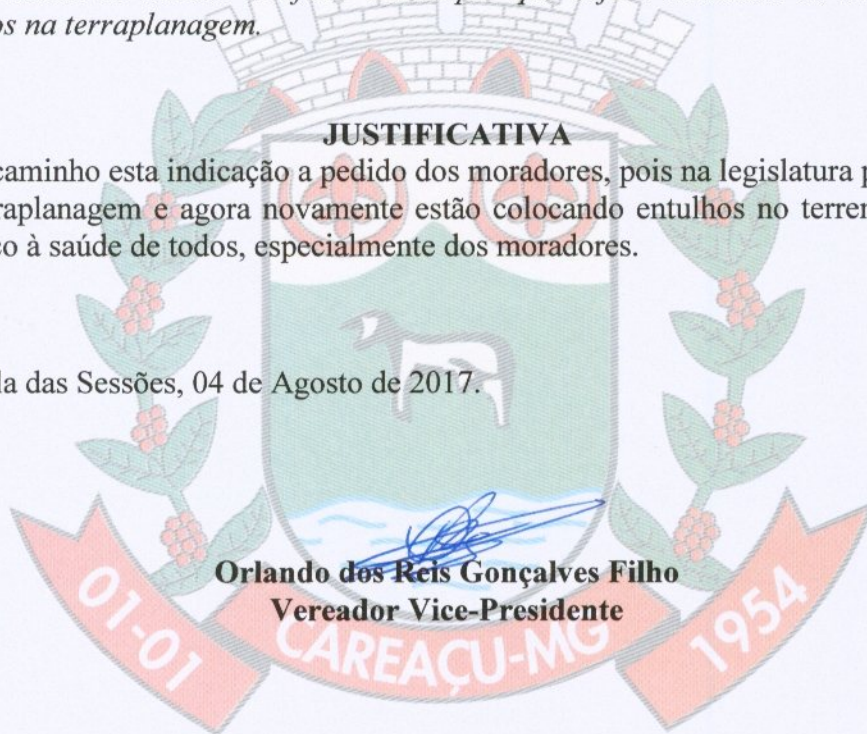 os na terraplanagem.
JUSTIFICATIVA
caminho esta indicação a pedido dos moradores, pois na legislatura p
raplanagem e agora novamente estão colocando entulhos no terren
o à saúde de todos, especialmente dos moradores.
la das Sessões, 04 de Agosto de 2017.
Orlando dos Reis Gonçalves Filho
Vereador Vice-Presidente
01-01
CAREAÇU-MG
1954